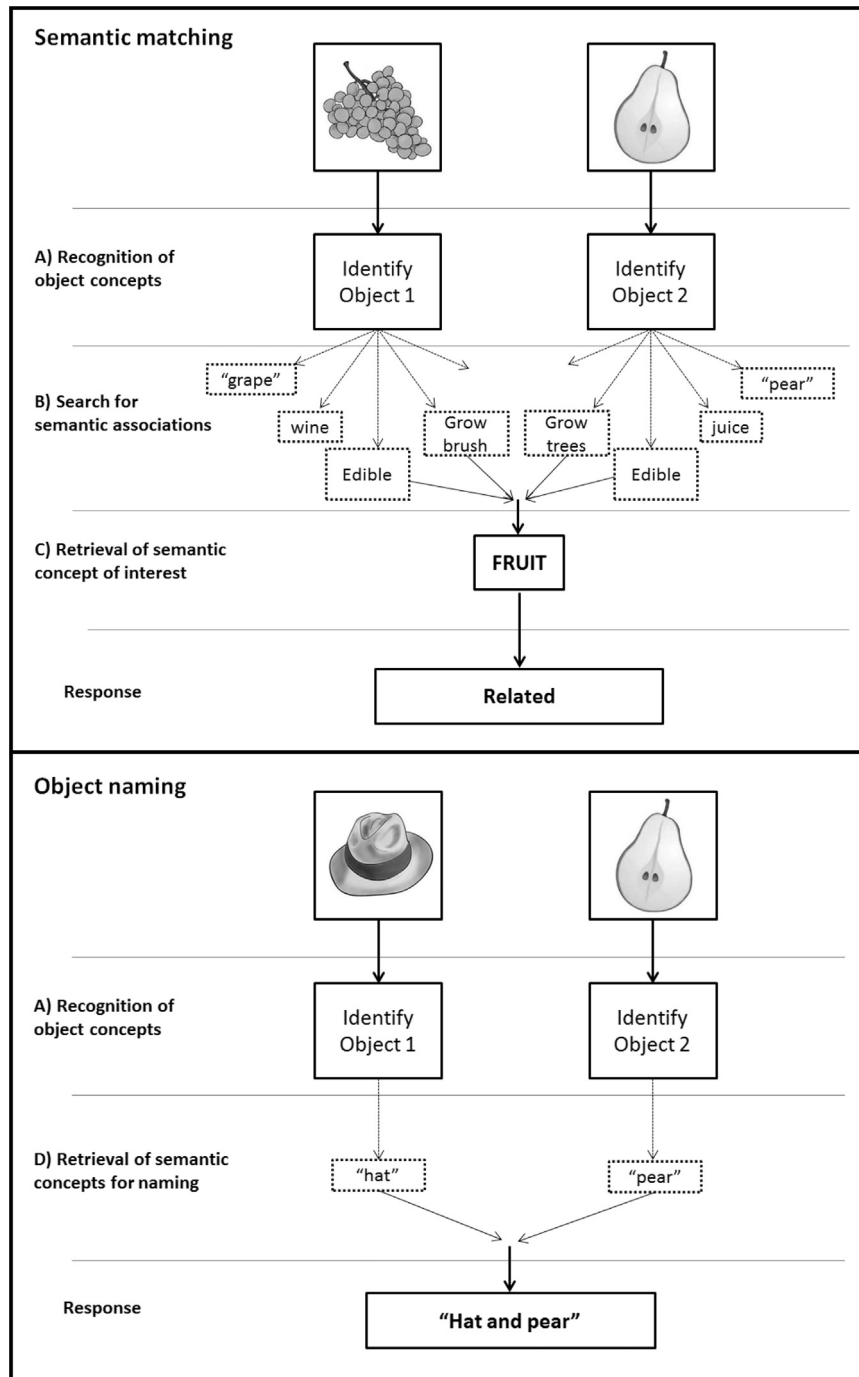 Semantic matching
A) Recognition of
object concepts
Identify
Object 1
Identify
Object 2
B) Search for
semantic associations
“grape”
wine
Edible
Grow
brush
Grow
trees
Edible
juice
“pear”
C) Retrieval of semantic
concept of interest
FRUIT
Response
Related
Object naming
A) Recognition of
object concepts
Identify
Object 1
Identify
Object 2
D) Retrieval of semantic
concepts for naming
“hat”
“pear”
Response
“Hat and pear”